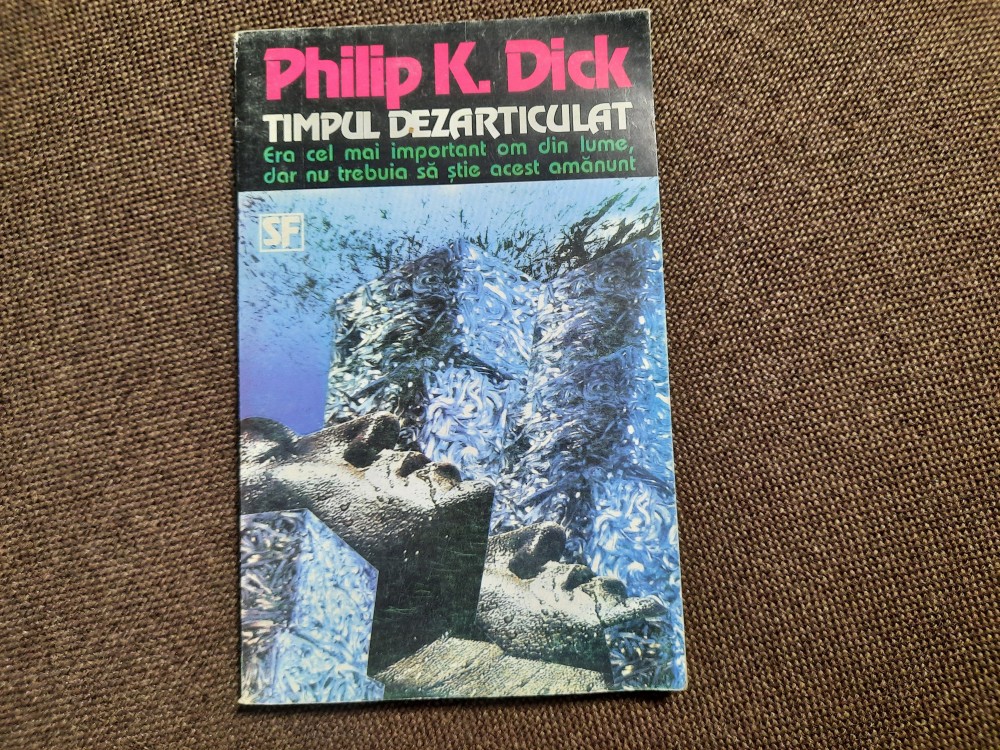 Philip K. Dick
TIMPUL DEZARTICULAT
Era cel mai important om din lume,
dar nu trebuia să știe acest amănunt
SF